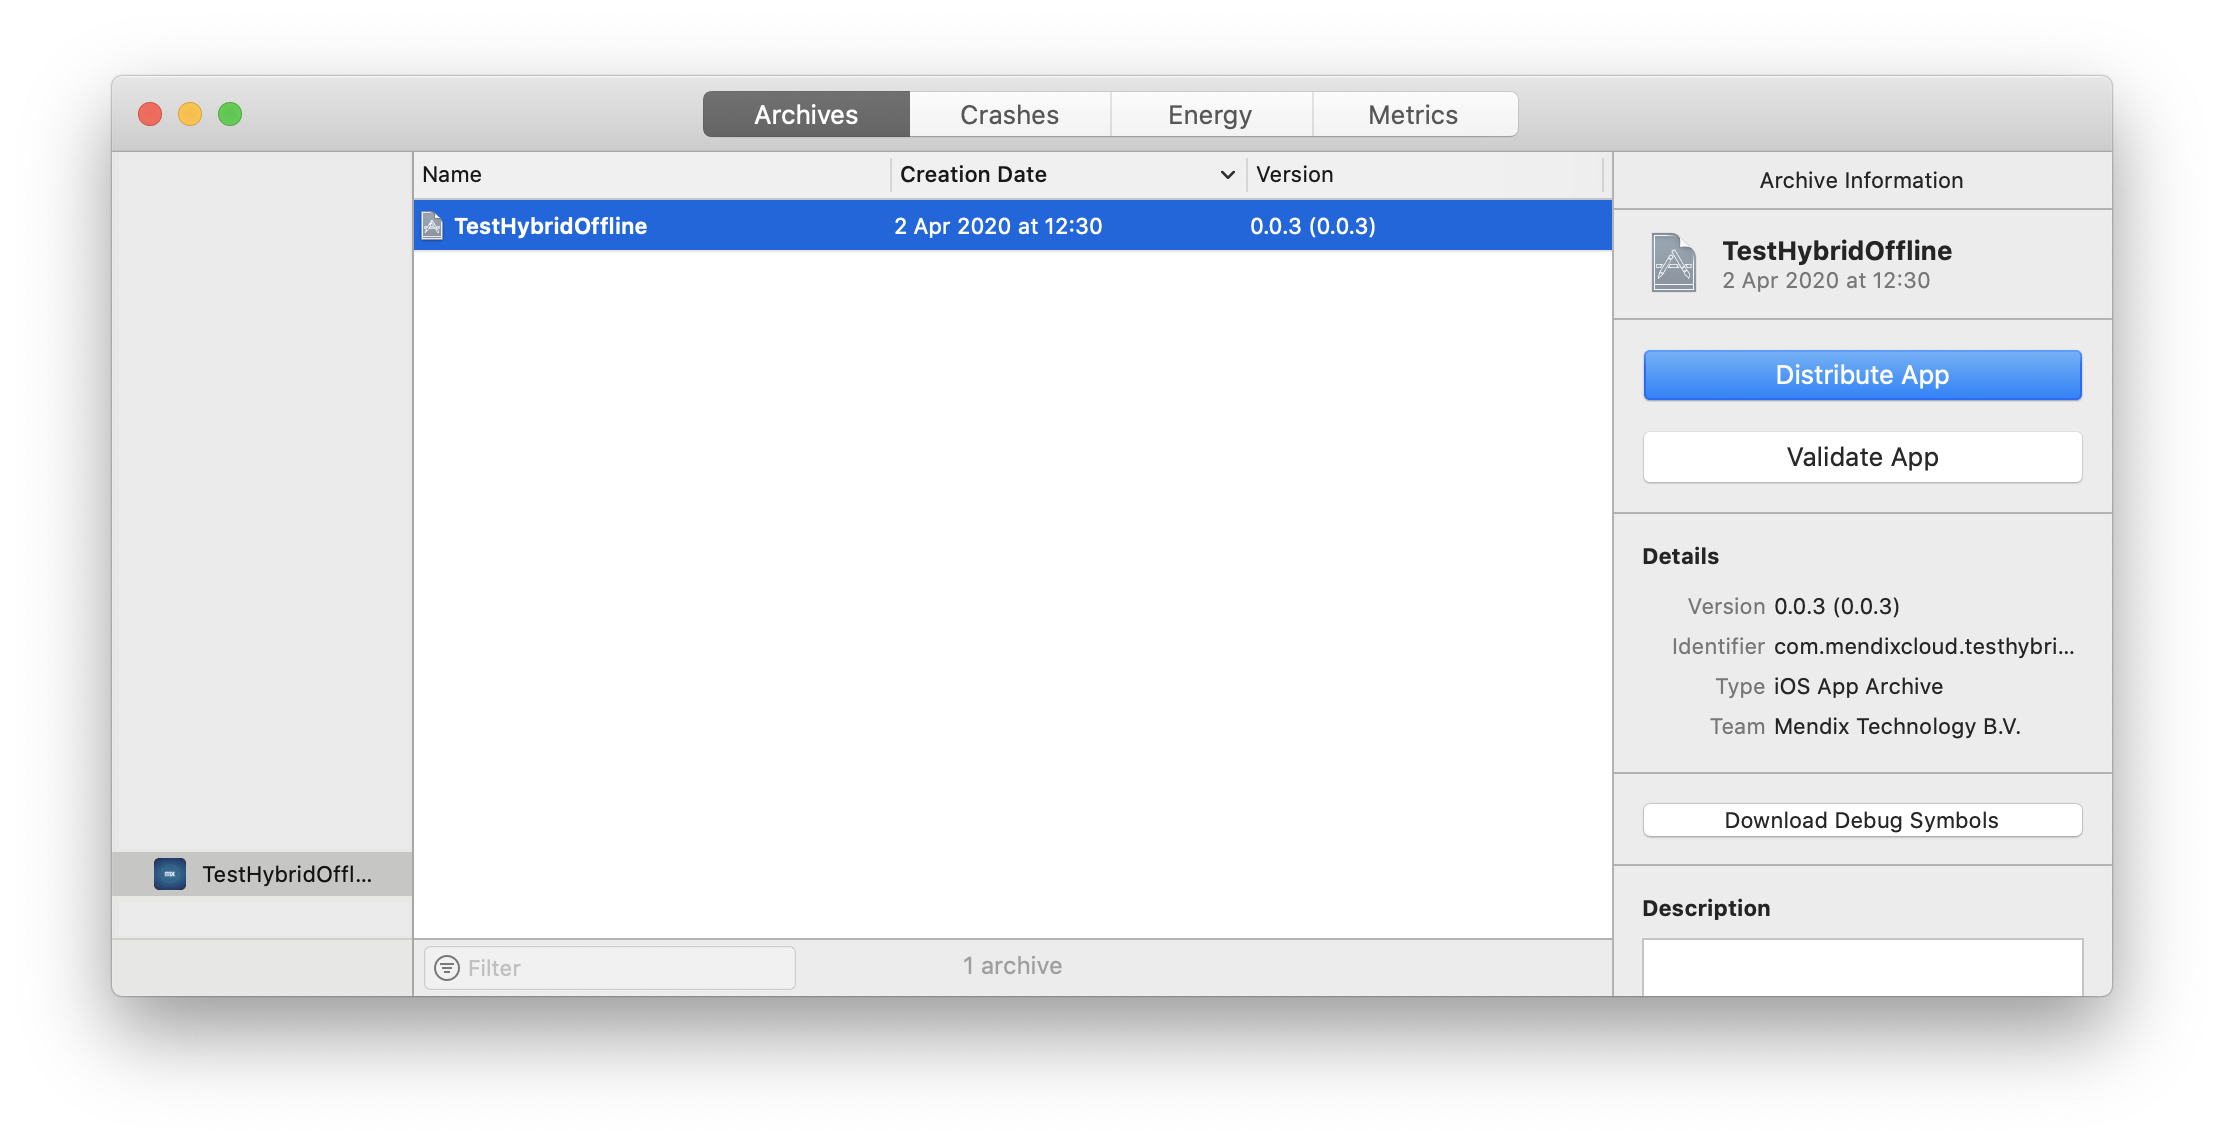 Archives Crashes Energy Metrics
Name Creation Date Version
TestHybridOffline 2 Apr 2020 at 12:30 0.0.3 (0.0.3)
mx TestHybridOffl...
Filter 1 archive
Archive Information
TestHybridOffline
2 Apr 2020 at 12:30
Distribute App
Validate App
Details
Version 0.0.3 (0.0.3)
Identifier com.mendixcloud.testhybri...
Type iOS App Archive
Team Mendix Technology B.V.
Download Debug Symbols
Description